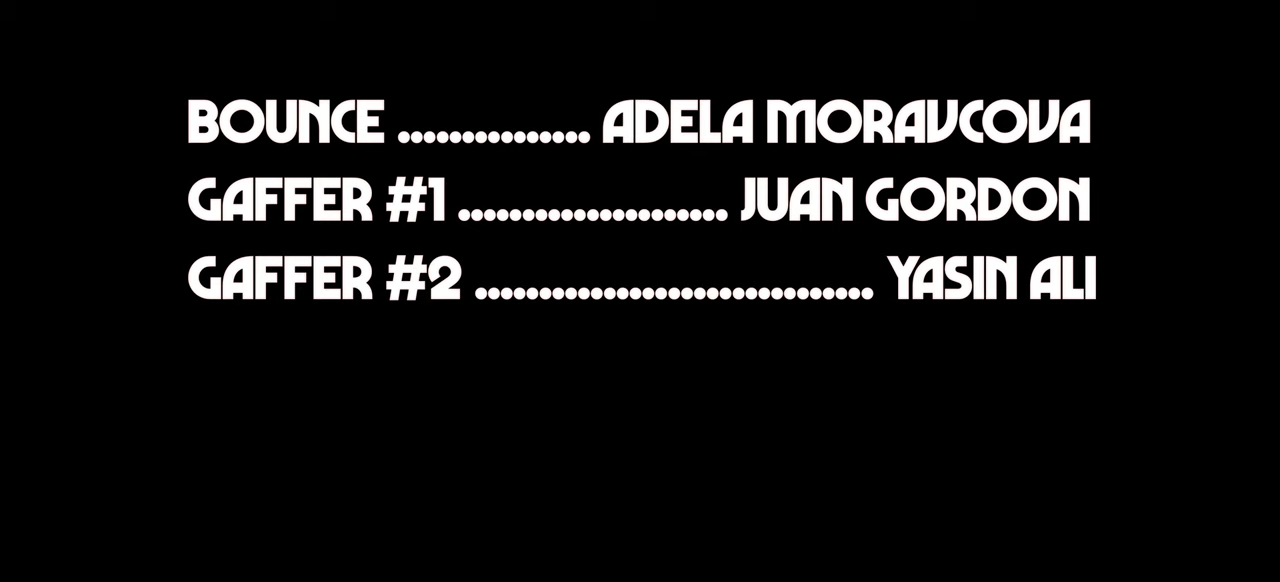 BOUNCE ............... ADELA MORAVCOVA
GAFFER #1 ..................... JUAN GORDON
GAFFER #2 ............................... YASIN ALI